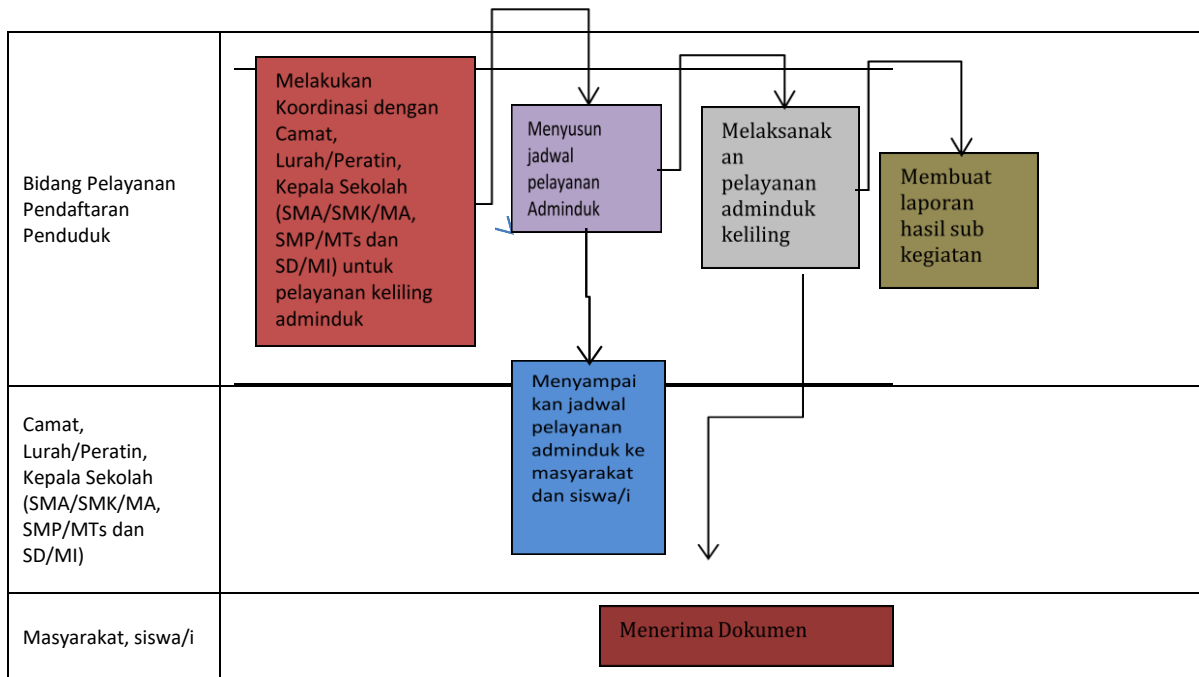 Bidang Pelayanan
Pendaftaran
Penduduk
Melakukan
Koordinasi dengan
Camat,
Lurah/Peratin,
Kepala Sekolah
(SMA/SMK/MA,
SMP/MTs dan
SD/MI) untuk
pelayanan keliling
adminduk
Menyusun
jadwal
pelayanan
Adminduk
Melaksanak
an
pelayanan
adminduk
keliling
Membuat
laporan
hasil sub
kegiatan
Camat,
Lurah/Peratin,
Kepala Sekolah
(SMA/SMK/MA,
SMP/MTs dan
SD/MI)
Menyampai
kan jadwal
pelayanan
adminduk ke
masyarakat
dan siswa/i
Masyarakat, siswa/i
Menerima Dokumen